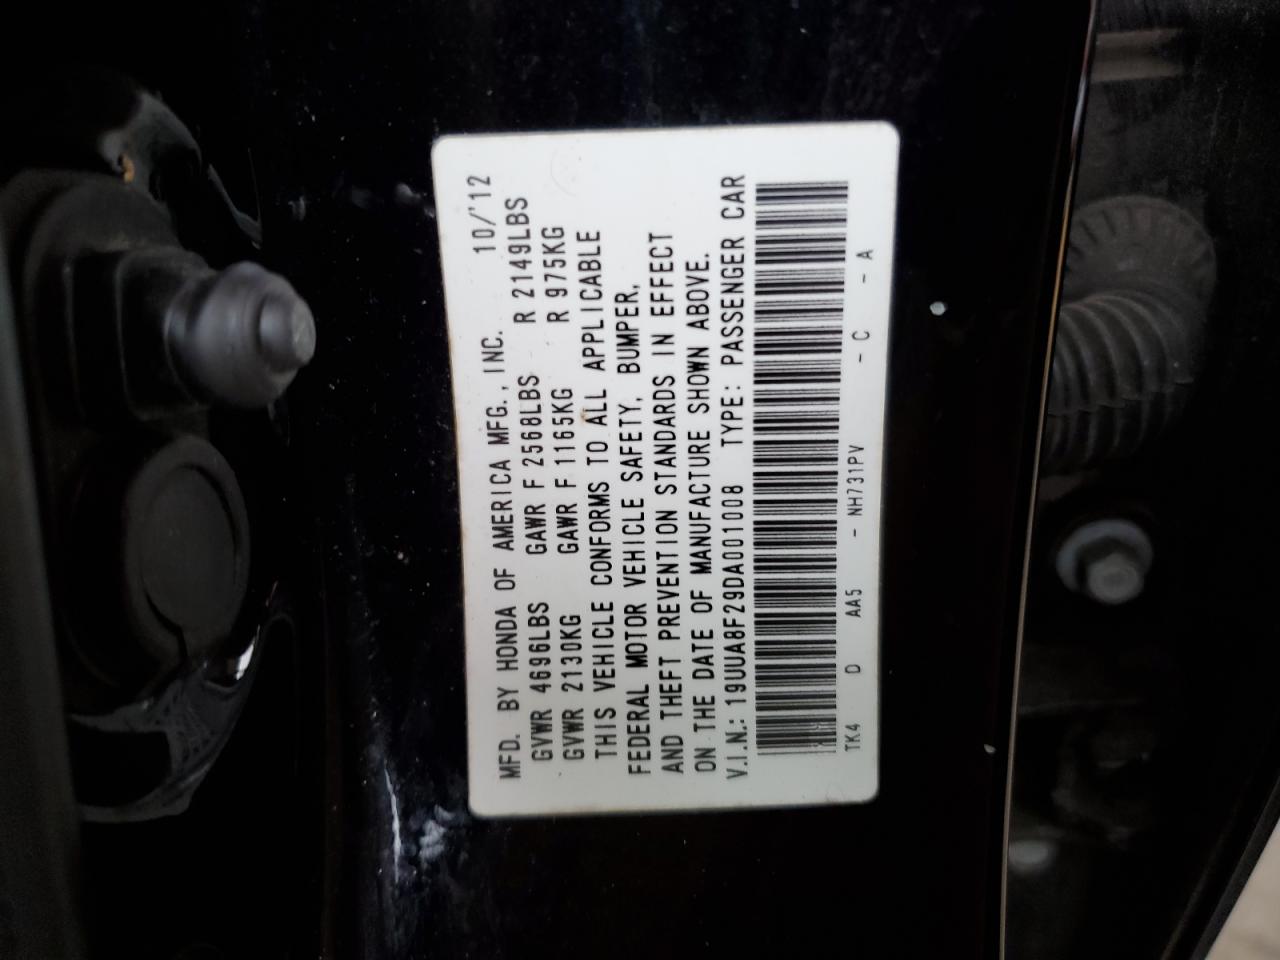 MFD. BY HONDA OF AMERICA MFG., INC. 10/'12
GVWR 4696LBS GAWR F 2568LBS R 2149LBS
GVWR 2130KG GAWR F 1165KG R 975KG
THIS VEHICLE CONFORMS TO ALL APPLICABLE
FEDERAL MOTOR VEHICLE SAFETY, BUMPER,
AND THEFT PREVENTION STANDARDS IN EFFECT
ON THE DATE OF MANUFACTURE SHOWN ABOVE.
V.I.N.: 19UUA8F29DA001008 TYPE: PASSENGER CAR
TK4 D AA5 - NH731PV - C - A